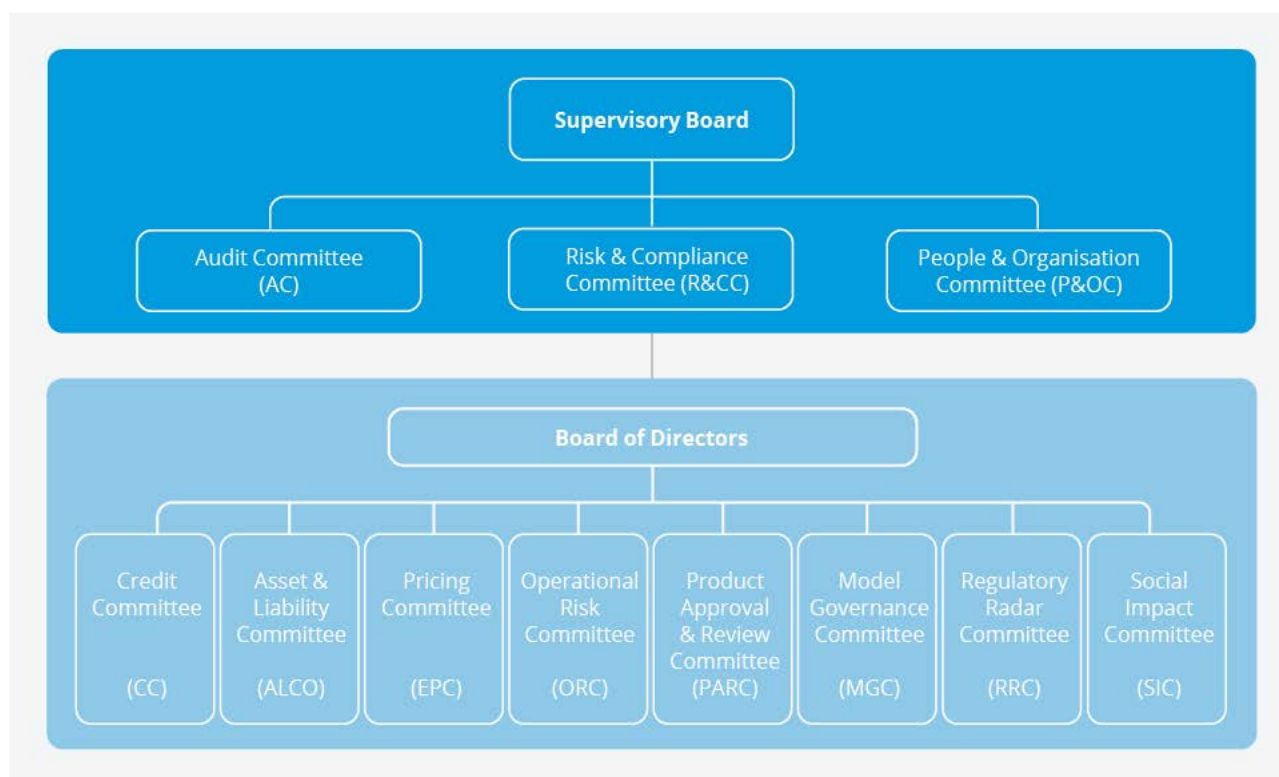 Supervisory Board
Audit Committee
(AC)
Risk & Compliance
Committee (R&CC)
People & Organisation
Committee (P&OC)
Board of Directors
Credit
Committee
(CC)
Asset &
Liability
Committee
(ALCO)
Pricing
Committee
(EPC)
Operational
Risk
Committee
(ORC)
Product
Approval
& Review
Committee
(PARC)
Model
Governance
Committee
(MGC)
Regulatory
Radar
Committee
(RRC)
Social
Impact
Committee
(SIC)